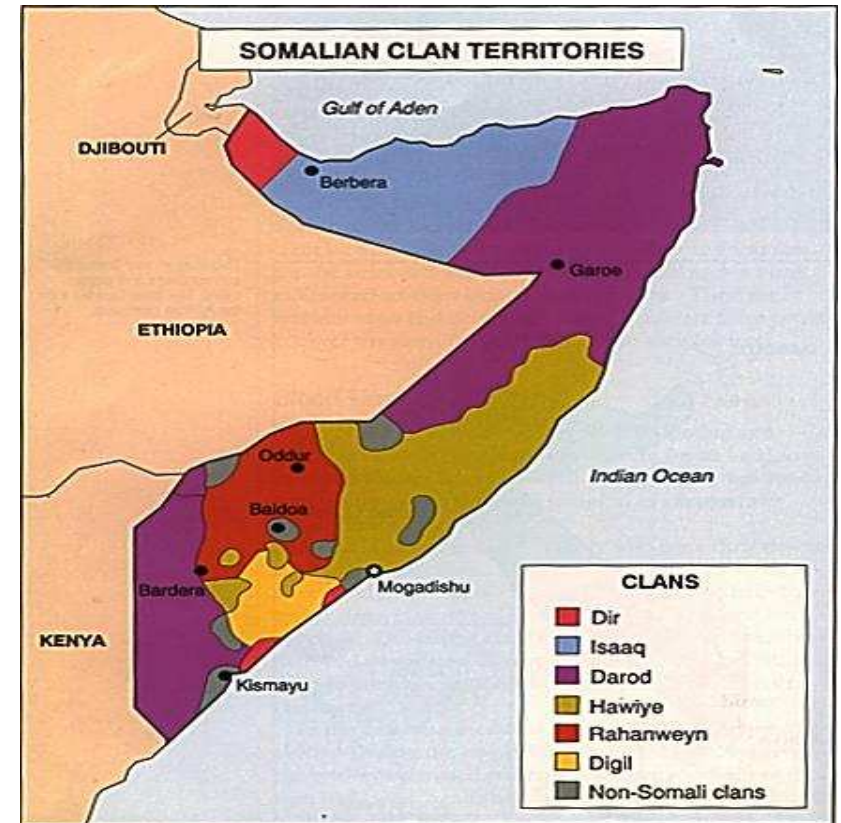 SOMALIAN CLAN TERRITORIES
Gulf of Aden
DJIBOUTI
Berbera
Garoe
ETHIOPIA
Oddur
Indian Ocean
Baidoa
Bardera
Mogadishu
KENYA
Kismayu
CLANS
Dir
Isaaq
Darod
Hawiye
Rahanweyn
Digil
Non-Somali clans